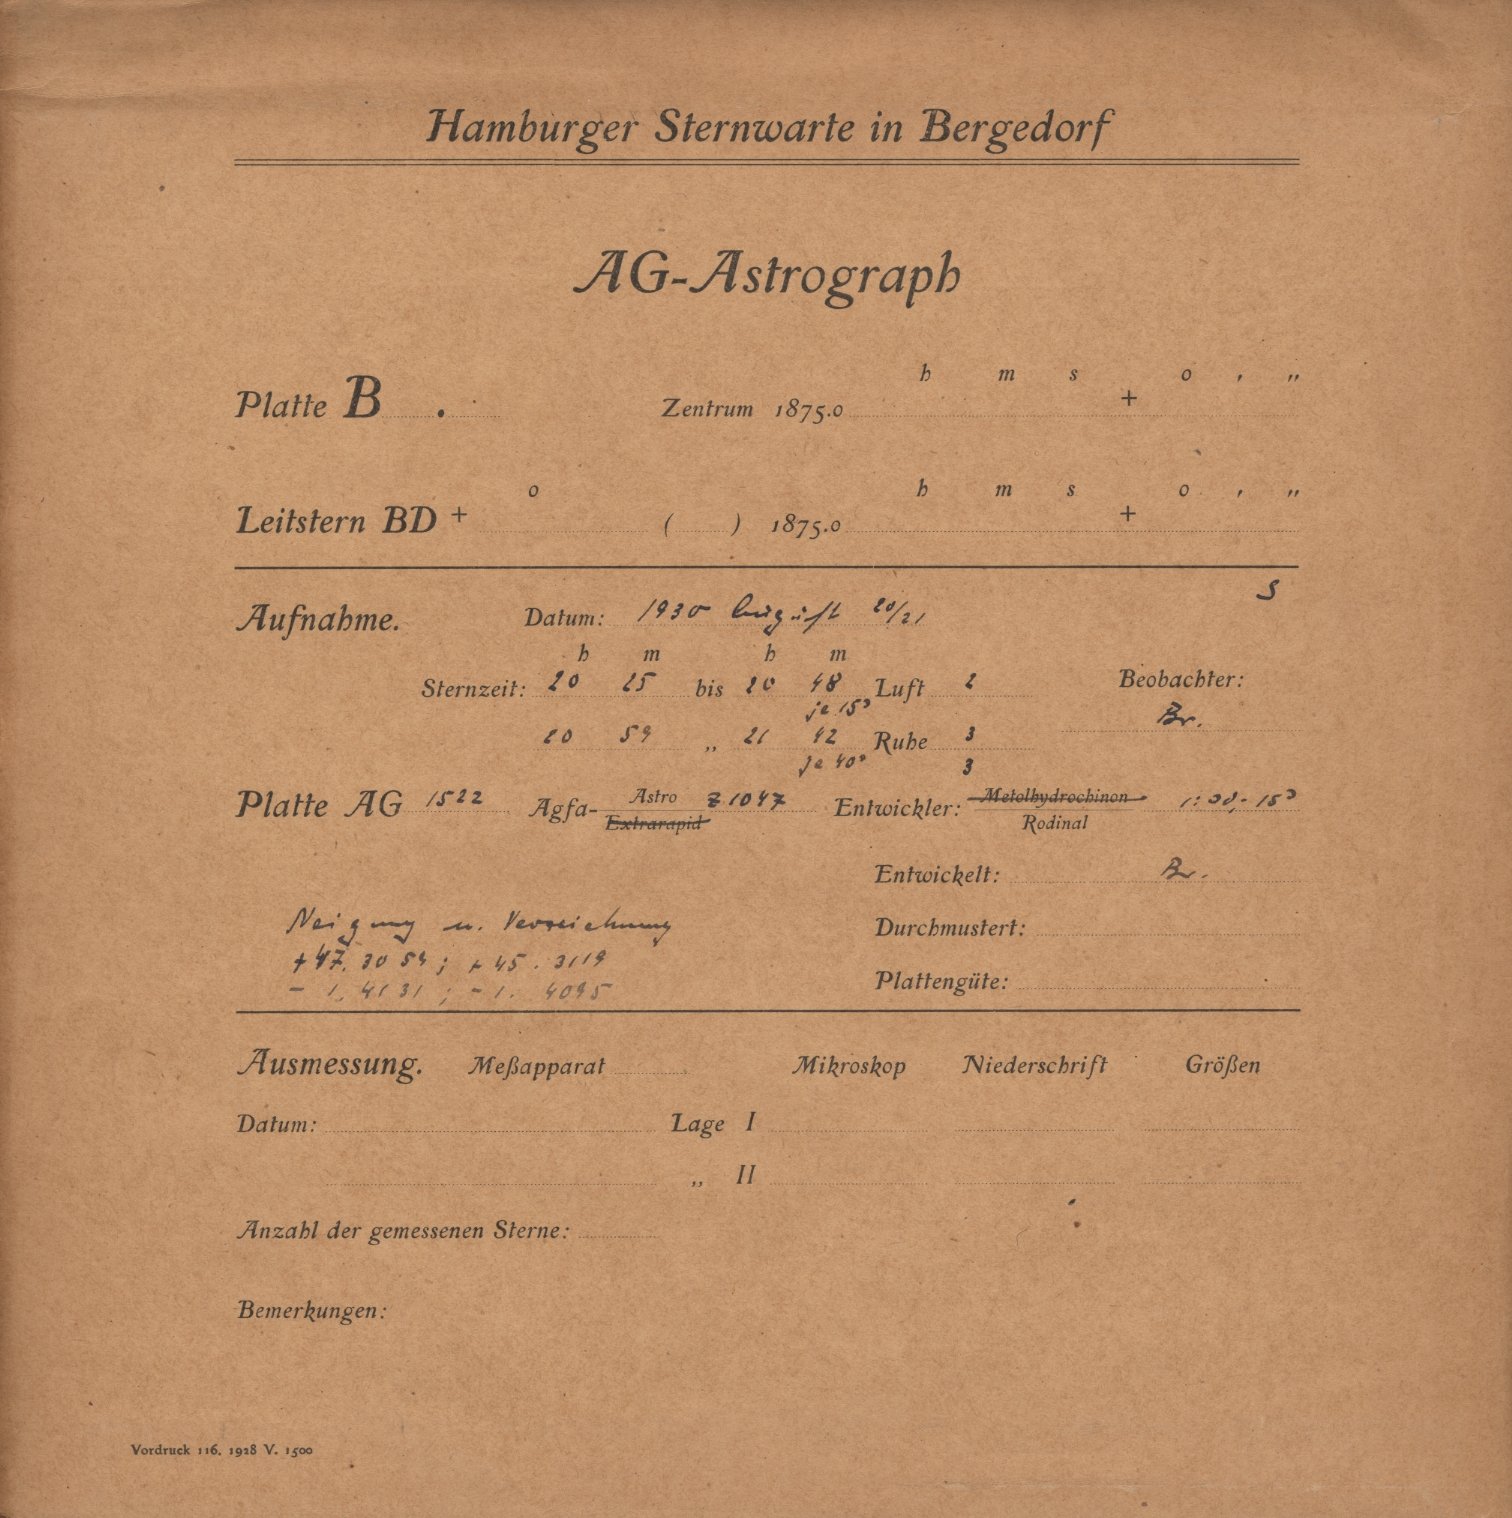 Hamburger Sternwarte in Bergedorf
AG-Astrograph
h m s o , „
Platte B . Zentrum 1875.0 +
o h m s o , „
Leitstern BD + ( ) 1875.0 +
S
Aufnahme. Datum: 1930 August 20/21
h m h m
Sternzeit: 20 25 bis 20 48 Luft 2 Beobachter:
je 15s Br.
20 59 „ 21 42 Ruhe 3
je 40s 3
Platte AG 1522 Agfa- Astro Z 1047 Entwickler: Metolhydrochinon
Extrarapid Rodinal
Entwickelt: Br.
Neigung u. Verzeichnung Durchmustert:
+47. 3059; +45. 3119
- 1. 4131; - 1. 4095 Plattengüte:
Ausmessung. Meßapparat Mikroskop Niederschrift Größen
Datum: Lage I
„ II
Anzahl der gemessenen Sterne:
Bemerkungen:
Vordruck 116. 1928 V. 1500